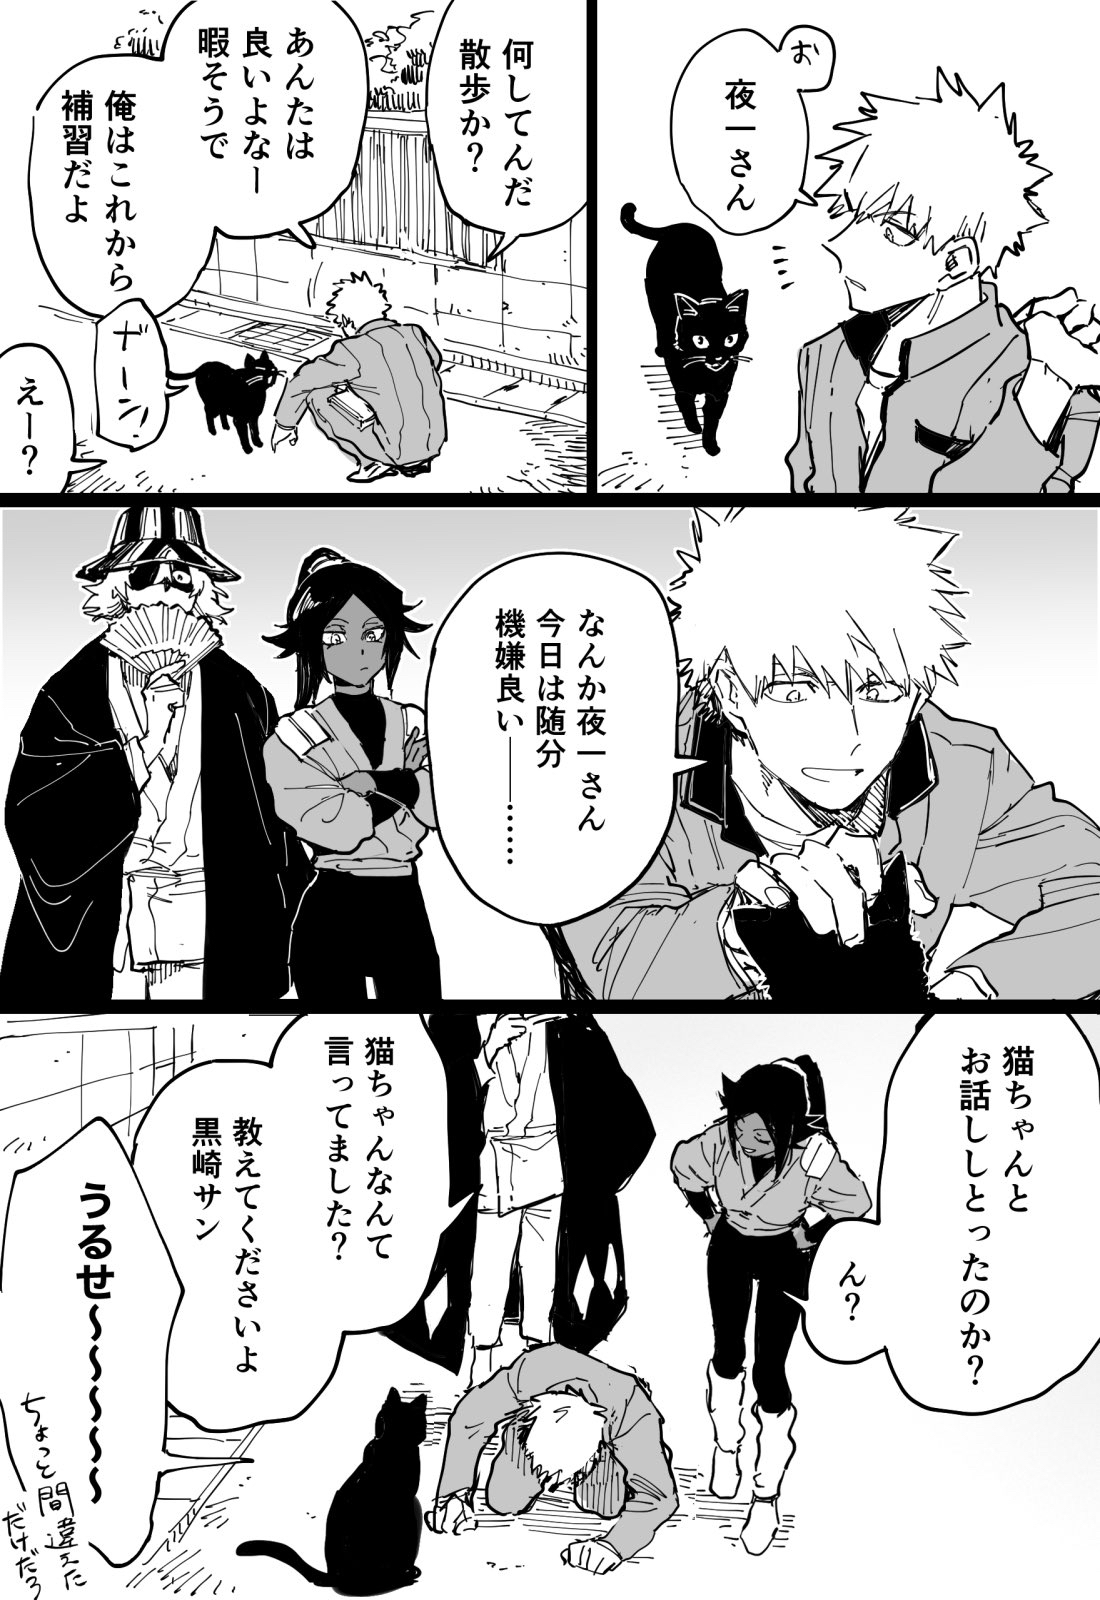 お
夜一さん
何してんだ
散歩か？
あんたは
良いよなー
暇そうで
俺はこれから
補習だよ
ナーン
えー？
なんか夜一さん
今日は随分
機嫌良い――……
猫ちゃんと
お話ししとったのか？
ん？
猫ちゃんなんて
言ってました？
教えてくださいよ
黒崎サン
うるせ〜〜〜〜〜〜
ちょっと間違えた
だけだろ